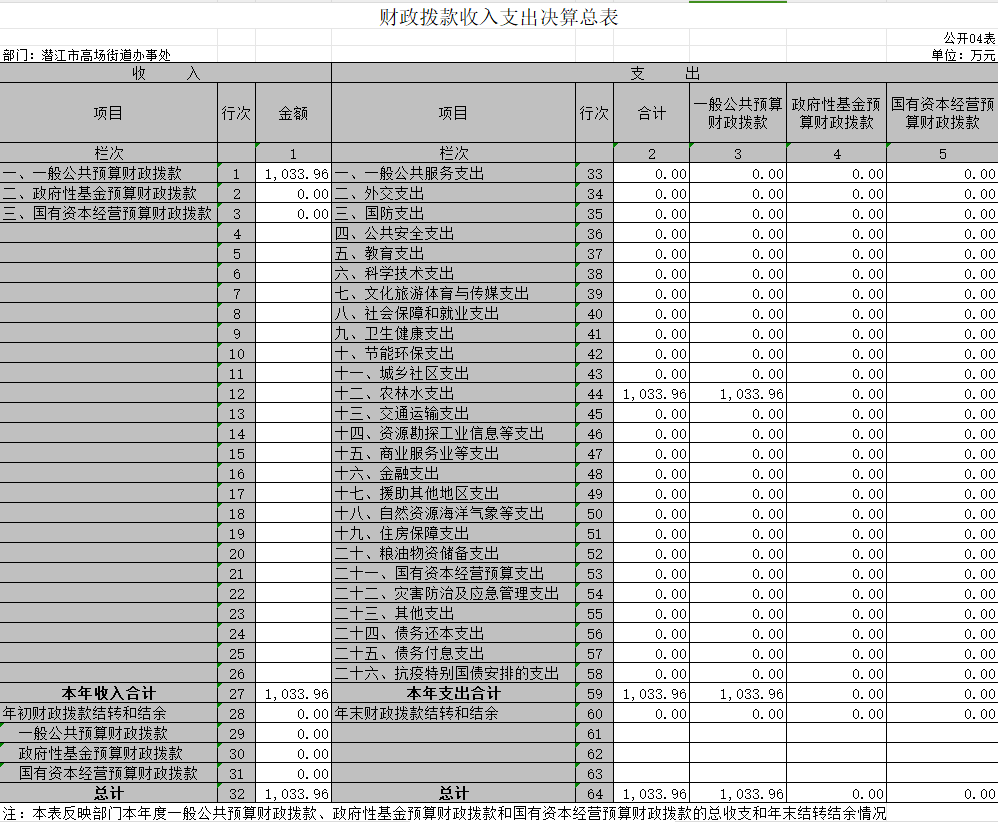 财政拨款收入支出决算总表
公开04表
部门：潜江市高场街道办事处 单位：万元
收 入 支 出
项目 行次 金额 项目 行次 合计 一般公共预算财政拨款 政府性基金预算财政拨款 国有资本经营预算财政拨款
栏次 1 栏次 2 3 4 5
一、一般公共预算财政拨款 1 1,033.96 一、一般公共服务支出 33 0.00 0.00 0.00 0.00
二、政府性基金预算财政拨款 2 0.00 二、外交支出 34 0.00 0.00 0.00 0.00
三、国有资本经营预算财政拨款 3 0.00 三、国防支出 35 0.00 0.00 0.00 0.00
4 四、公共安全支出 36 0.00 0.00 0.00 0.00
5 五、教育支出 37 0.00 0.00 0.00 0.00
6 六、科学技术支出 38 0.00 0.00 0.00 0.00
7 七、文化旅游体育与传媒支出 39 0.00 0.00 0.00 0.00
8 八、社会保障和就业支出 40 0.00 0.00 0.00 0.00
9 九、卫生健康支出 41 0.00 0.00 0.00 0.00
10 十、节能环保支出 42 0.00 0.00 0.00 0.00
11 十一、城乡社区支出 43 0.00 0.00 0.00 0.00
12 十二、农林水支出 44 1,033.96 1,033.96 0.00 0.00
13 十三、交通运输支出 45 0.00 0.00 0.00 0.00
14 十四、资源勘探工业信息等支出 46 0.00 0.00 0.00 0.00
15 十五、商业服务业等支出 47 0.00 0.00 0.00 0.00
16 十六、金融支出 48 0.00 0.00 0.00 0.00
17 十七、援助其他地区支出 49 0.00 0.00 0.00 0.00
18 十八、自然资源海洋气象等支出 50 0.00 0.00 0.00 0.00
19 十九、住房保障支出 51 0.00 0.00 0.00 0.00
20 二十、粮油物资储备支出 52 0.00 0.00 0.00 0.00
21 二十一、国有资本经营预算支出 53 0.00 0.00 0.00 0.00
22 二十二、灾害防治及应急管理支出 54 0.00 0.00 0.00 0.00
23 二十三、其他支出 55 0.00 0.00 0.00 0.00
24 二十四、债务还本支出 56 0.00 0.00 0.00 0.00
25 二十五、债务付息支出 57 0.00 0.00 0.00 0.00
26 二十六、抗疫特别国债安排的支出 58 0.00 0.00 0.00 0.00
本年收入合计 27 1,033.96 本年支出合计 59 1,033.96 1,033.96 0.00 0.00
年初财政拨款结转和结余 28 0.00 年末财政拨款结转和结余 60 0.00 0.00 0.00 0.00
一般公共预算财政拨款 29 0.00 61
政府性基金预算财政拨款 30 0.00 62
国有资本经营预算财政拨款 31 0.00 63
总计 32 1,033.96 总计 64 1,033.96 1,033.96 0.00 0.00
注：本表反映部门本年度一般公共预算财政拨款、政府性基金预算财政拨款和国有资本经营预算财政拨款的总收支和年末结转结余情况